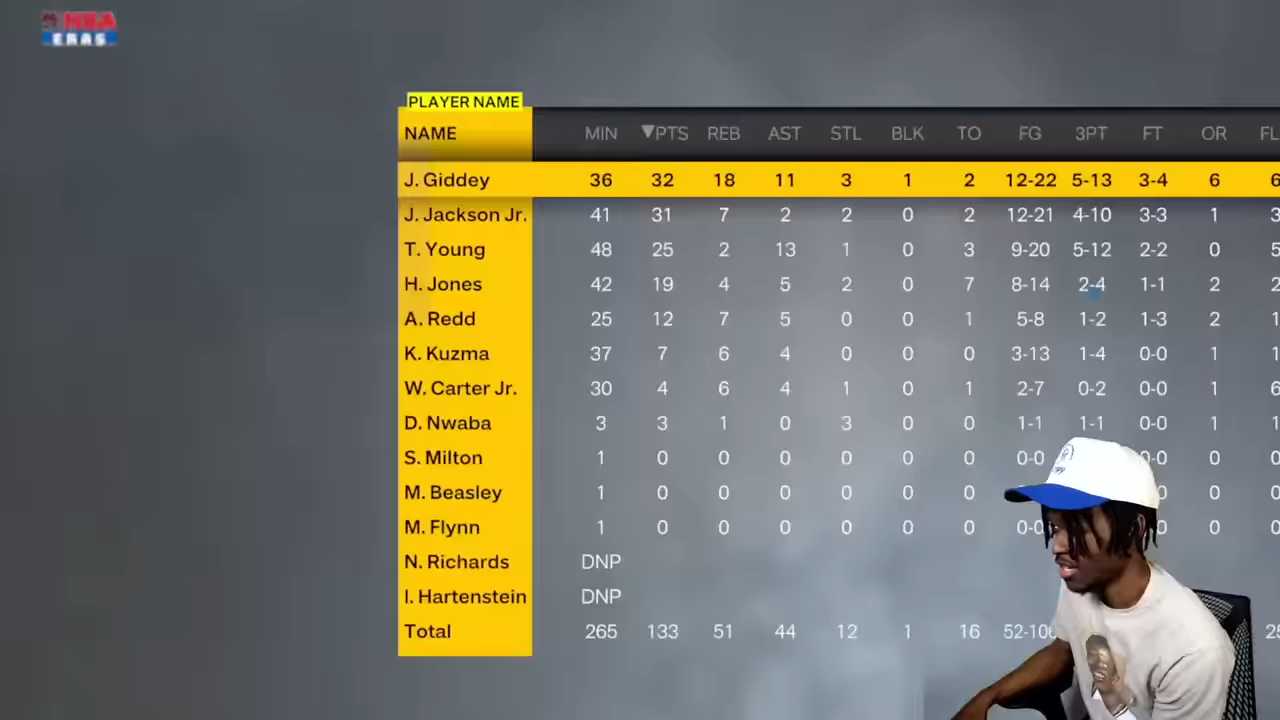 NBA
ERAS
PLAYER NAME
NAME MIN ▼PTS REB AST STL BLK TO FG 3PT FT OR
J. Giddey 36 32 18 11 3 1 2 12-22 5-13 3-4 6 6
J. Jackson Jr. 41 31 7 2 2 0 2 12-21 4-10 3-3 1 3
T. Young 48 25 2 13 1 0 3 9-20 5-12 2-2 0 5
H. Jones 42 19 4 5 2 0 7 8-14 2-4 1-1 2 2
A. Redd 25 12 7 5 0 0 1 5-8 1-2 1-3 2 1
K. Kuzma 37 7 6 4 0 0 0 3-13 1-4 0-0 1 1
W. Carter Jr. 30 4 6 4 1 0 1 2-7 0-2 0-0 1 6
D. Nwaba 3 3 1 0 3 0 0 1-1 1-1 0-0 1 1
S. Milton 1 0 0 0 0 0 0 0-0 0 0
M. Beasley 1 0 0 0 0 0 0 0 0
M. Flynn 1 0 0 0 0 0 0 0 0
N. Richards DNP
I. Hartenstein DNP
Total 265 133 51 44 12 1 16